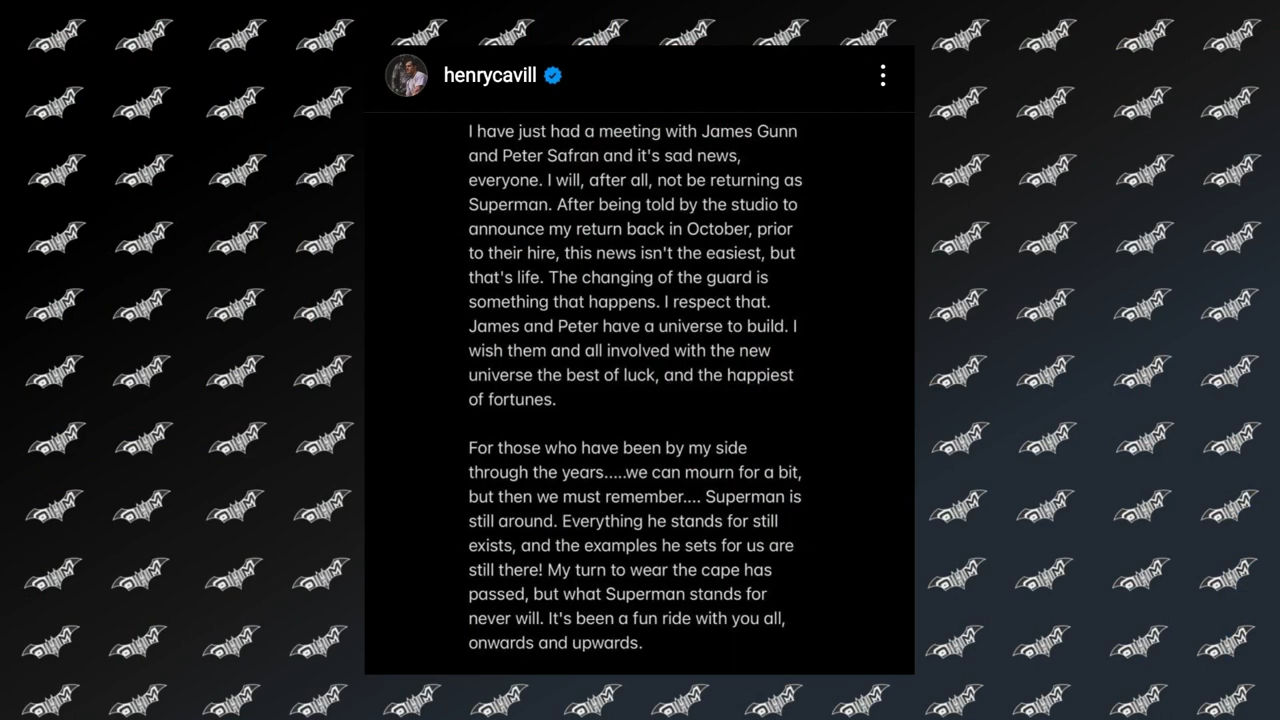 henrycavill
I have just had a meeting with James Gunn
and Peter Safran and it's sad news,
everyone. I will, after all, not be returning as
Superman. After being told by the studio to
announce my return back in October, prior
to their hire, this news isn't the easiest, but
that's life. The changing of the guard is
something that happens. I respect that.
James and Peter have a universe to build. I
wish them and all involved with the new
universe the best of luck, and the happiest
of fortunes.
For those who have been by my side
through the years.....we can mourn for a bit,
but then we must remember.... Superman is
still around. Everything he stands for still
exists, and the examples he sets for us are
still there! My turn to wear the cape has
passed, but what Superman stands for
never will. It's been a fun ride with you all,
onwards and upwards.